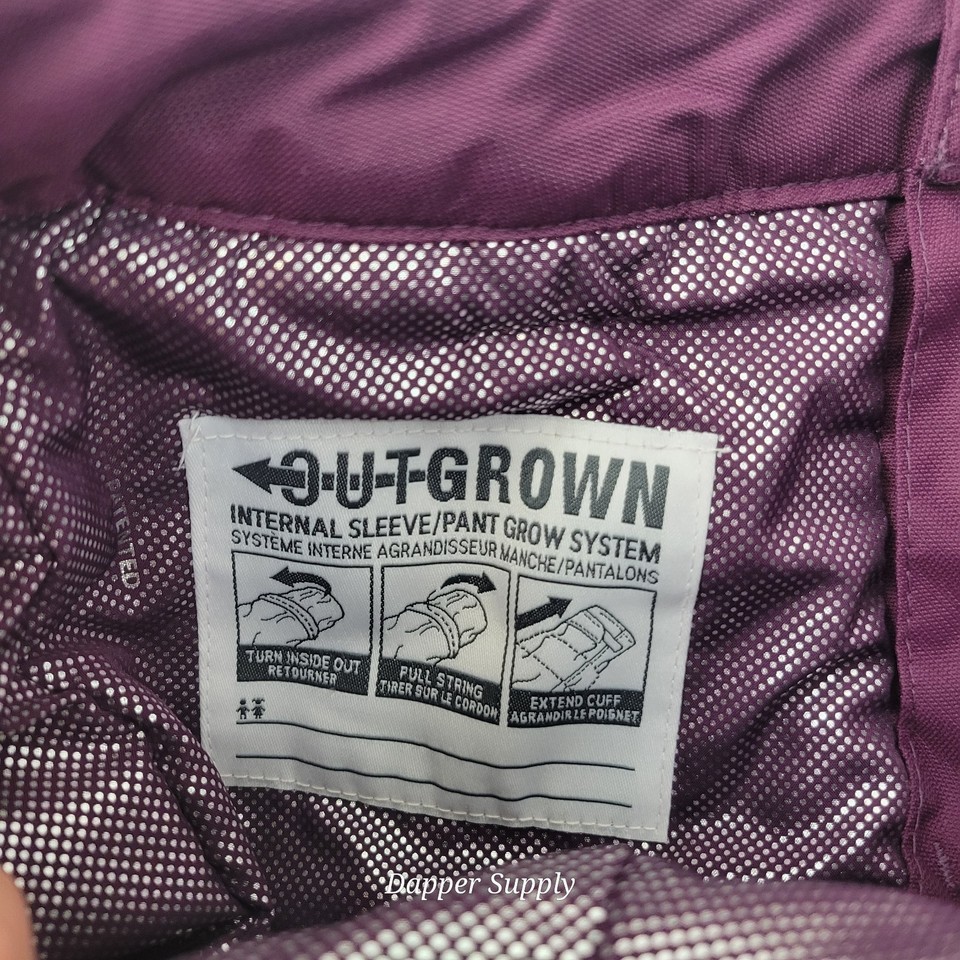 OUTGROWN
INTERNAL SLEEVE/PANT GROW SYSTEM
SYSTÈME INTERNE AGRANDISSEUR MANCHE/PANTALONS
TURN INSIDE OUT
RETOURNER
PULL STRING
TIRER SUR LE CORDON
EXTEND CUFF
AGRANDIR LE POIGNET
Dapper Supply